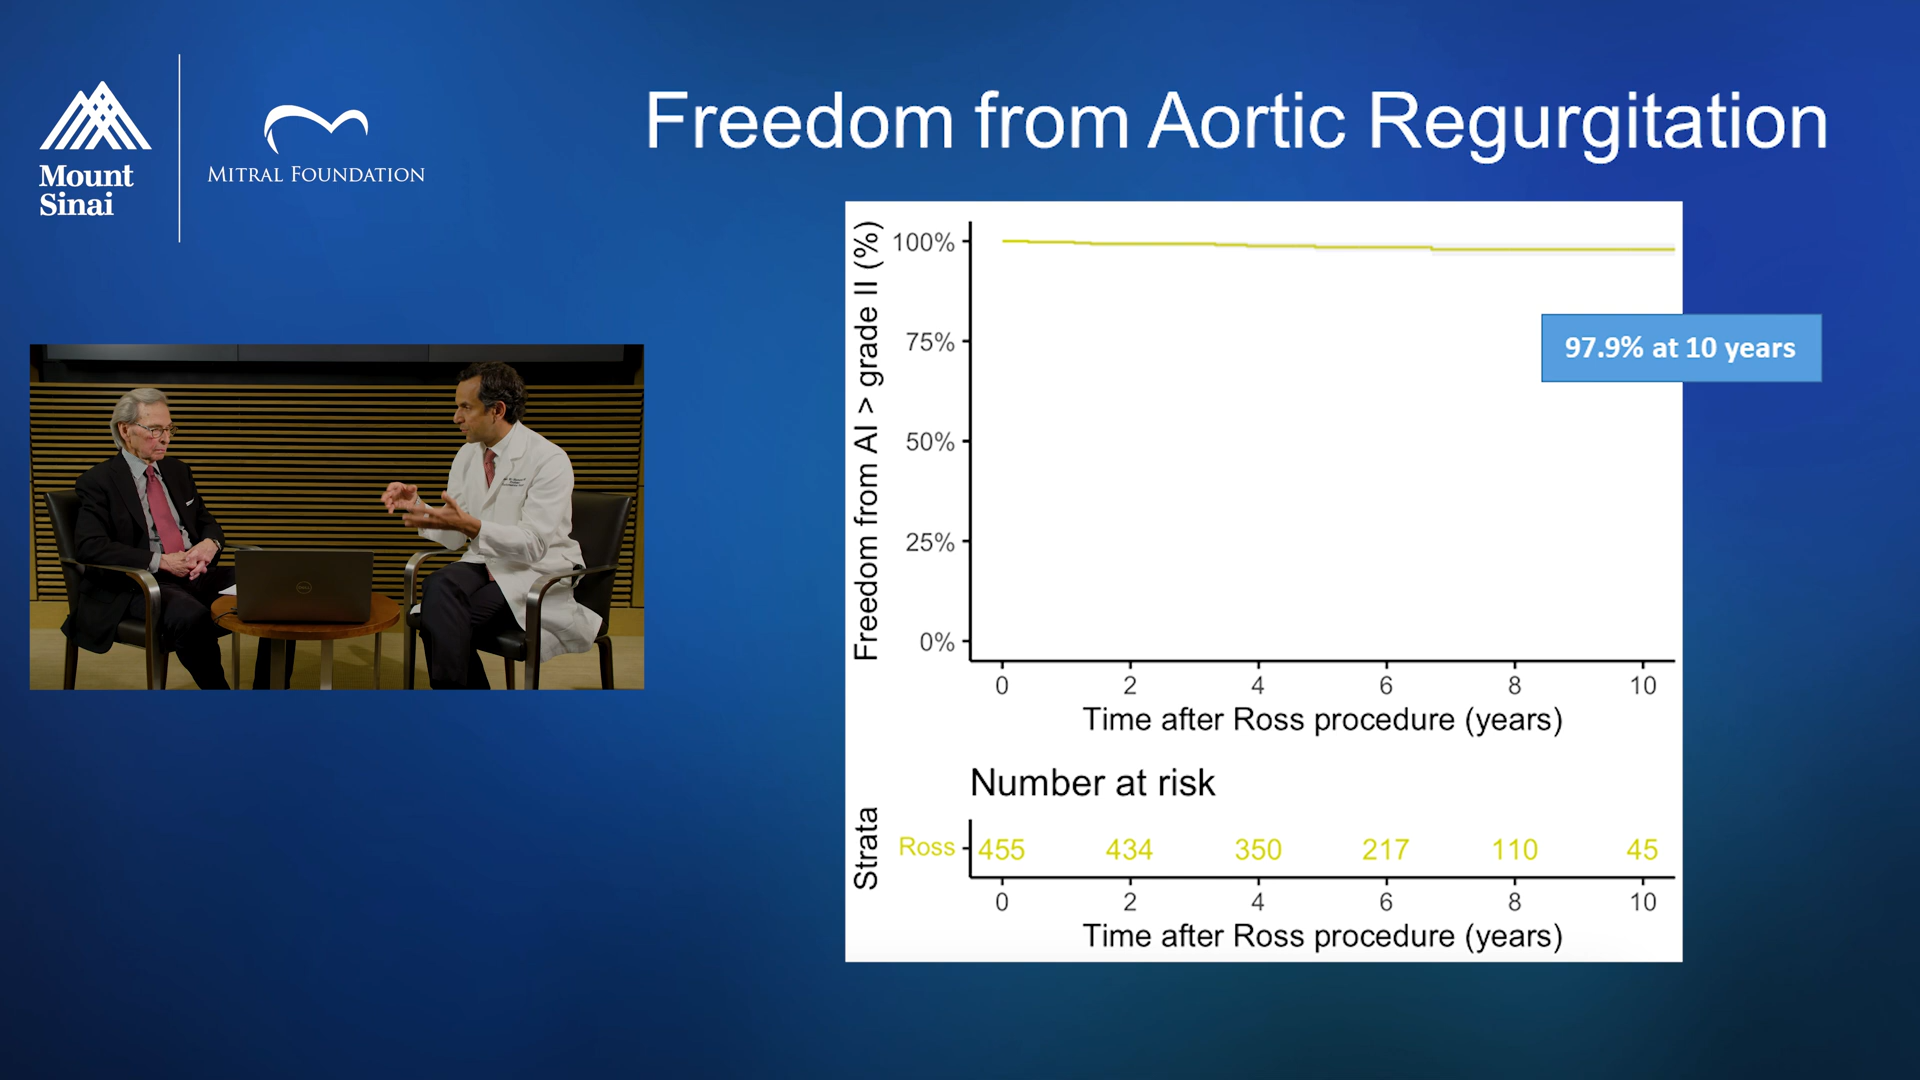 Mount
Sinai
MITRAL FOUNDATION
Freedom from Aortic Regurgitation
Freedom from AI > grade II (%)
100%
75%
50%
25%
0%
97.9% at 10 years
0 2 4 6 8 10
Time after Ross procedure (years)
Number at risk
Strata
Ross 455 434 350 217 110 45
0 2 4 6 8 10
Time after Ross procedure (years)